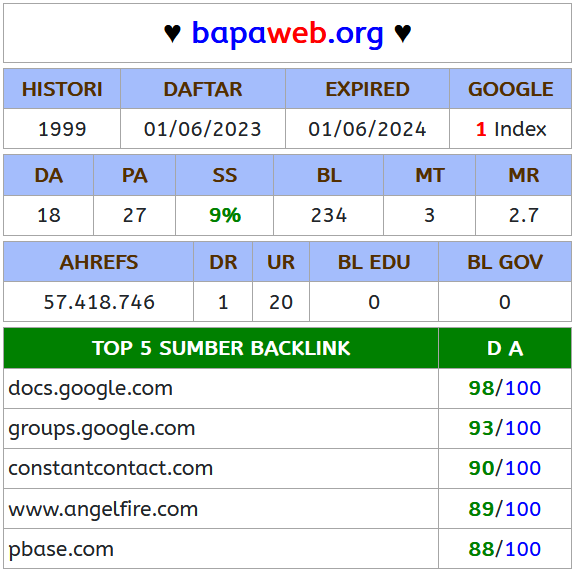 ♥ bapaweb.org ♥
HISTORI DAFTAR EXPIRED GOOGLE
1999 01/06/2023 01/06/2024 1 Index
DA PA SS BL MT MR
18 27 9% 234 3 2.7
AHREFS DR UR BL EDU BL GOV
57.418.746 1 20 0 0
TOP 5 SUMBER BACKLINK D A
docs.google.com 98/100
groups.google.com 93/100
constantcontact.com 90/100
www.angelfire.com 89/100
pbase.com 88/100